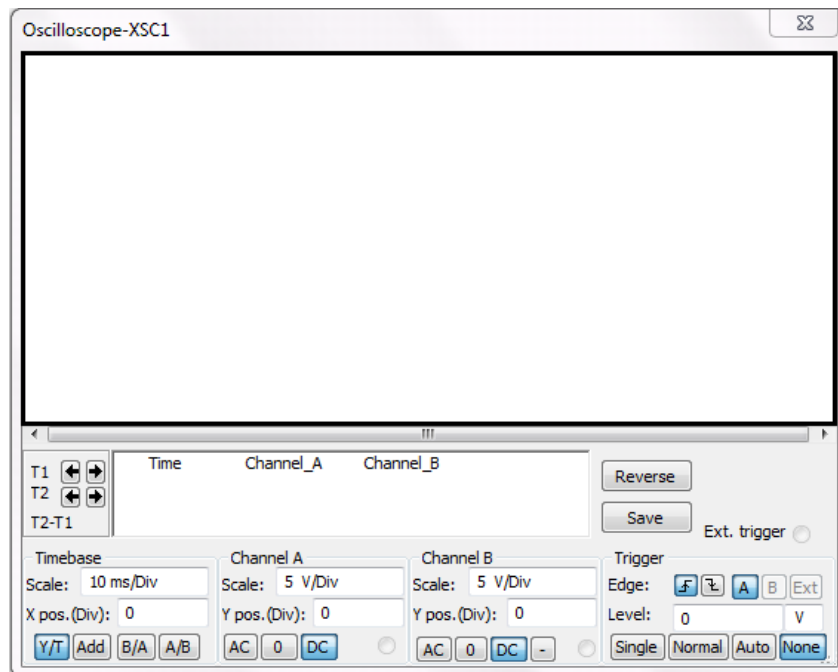 Oscilloscope-XSC1
Time Channel_A Channel_B
T1
T2
T2-T1
Reverse
Save
Ext. trigger
Timebase
Scale: 10 ms/Div
X pos.(Div): 0
Y/T Add B/A A/B
Channel A
Scale: 5 V/Div
Y pos.(Div): 0
AC 0 DC
Channel B
Scale: 5 V/Div
Y pos.(Div): 0
AC 0 DC -
Trigger
Edge: A B Ext
Level: 0 V
Single Normal Auto None